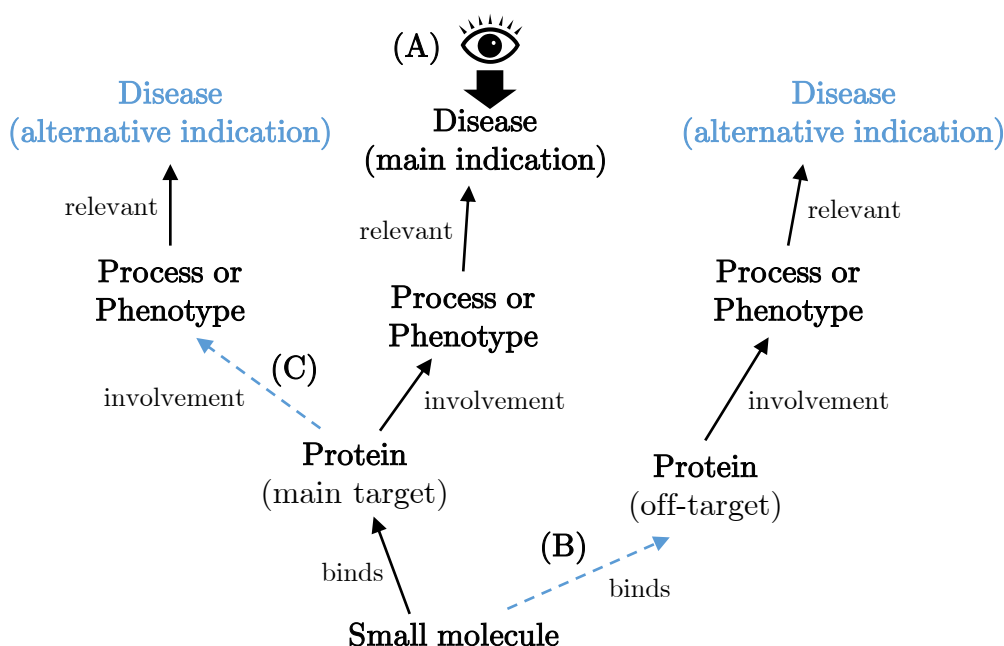 (A)
Disease
(alternative indication)
Disease
(main indication)
Disease
(alternative indication)
relevant
relevant
relevant
Process or
Phenotype
Process or
Phenotype
Process or
Phenotype
(C)
involvement
involvement
involvement
Protein
(main target)
Protein
(off-target)
(B)
binds
binds
Small molecule